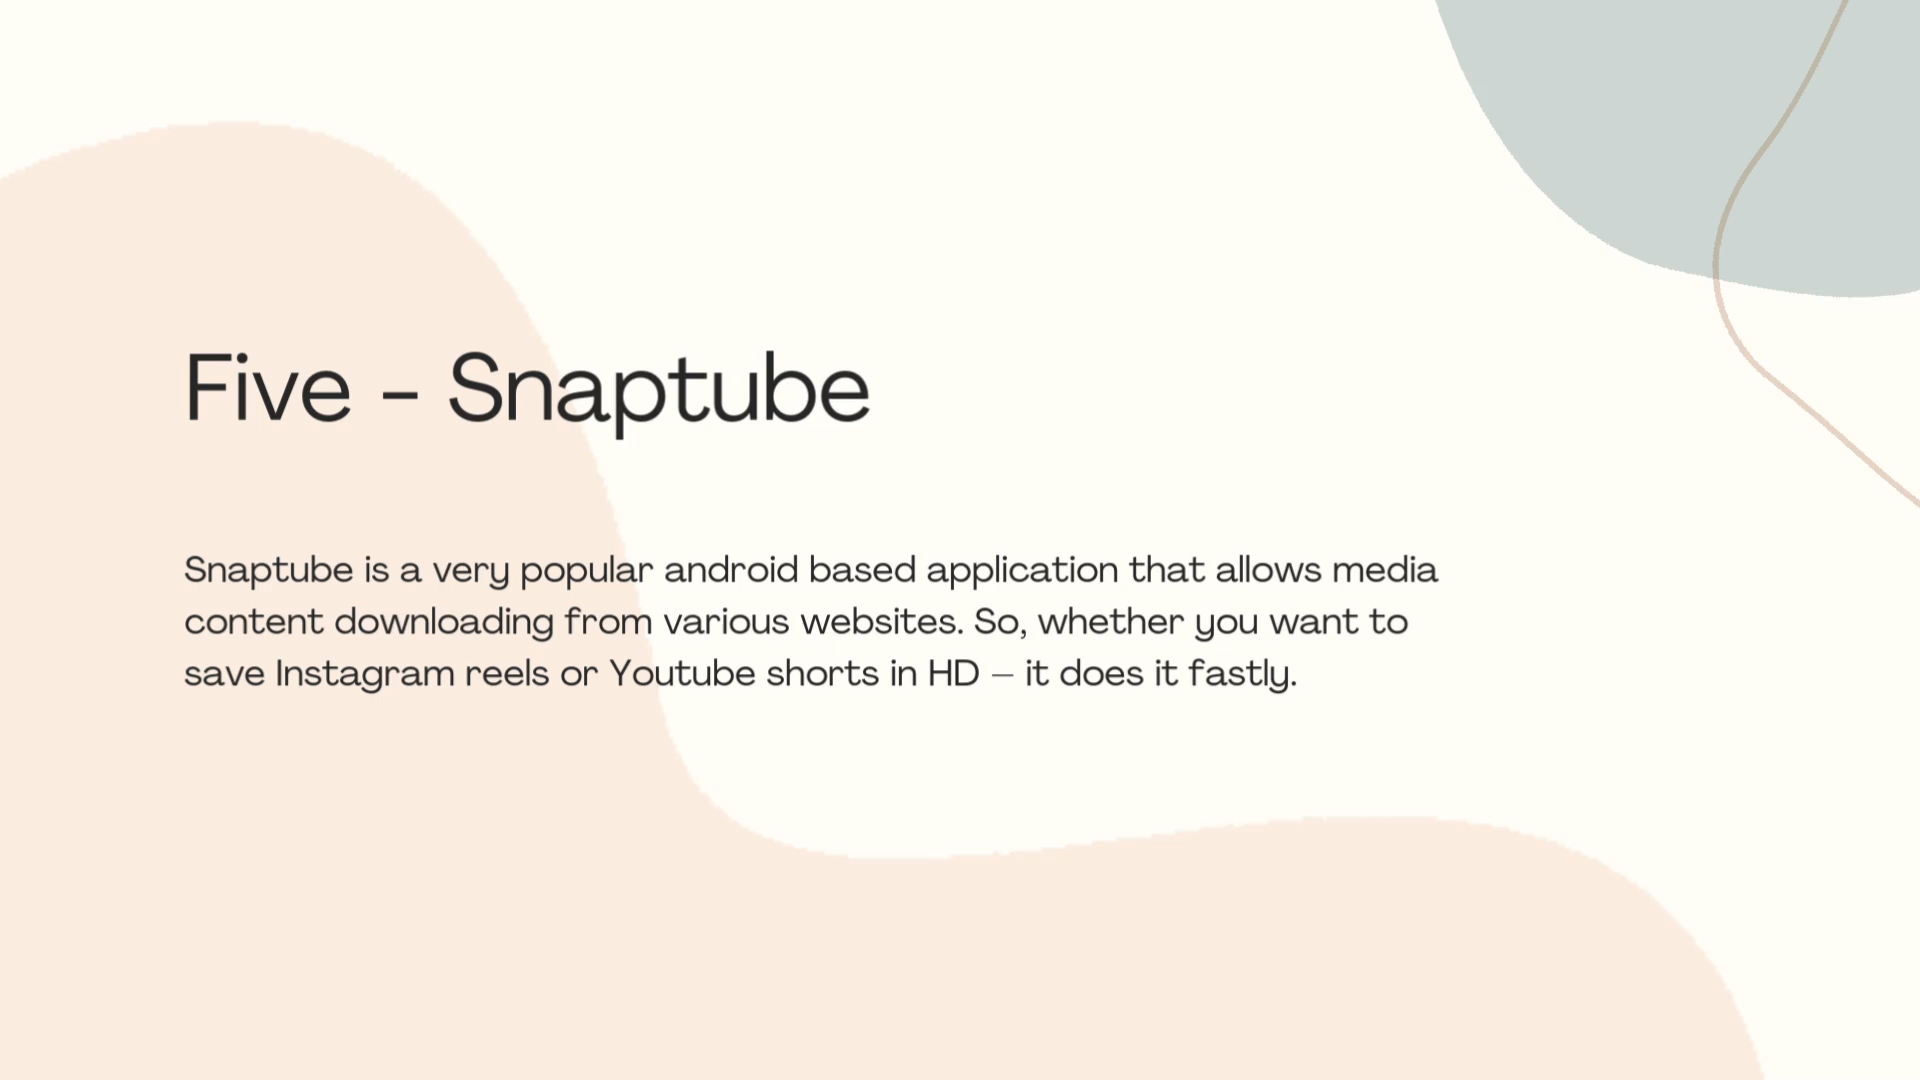 Five - Snaptube
Snaptube is a very popular android based application that allows media
content downloading from various websites. So, whether you want to
save Instagram reels or Youtube shorts in HD – it does it fastly.